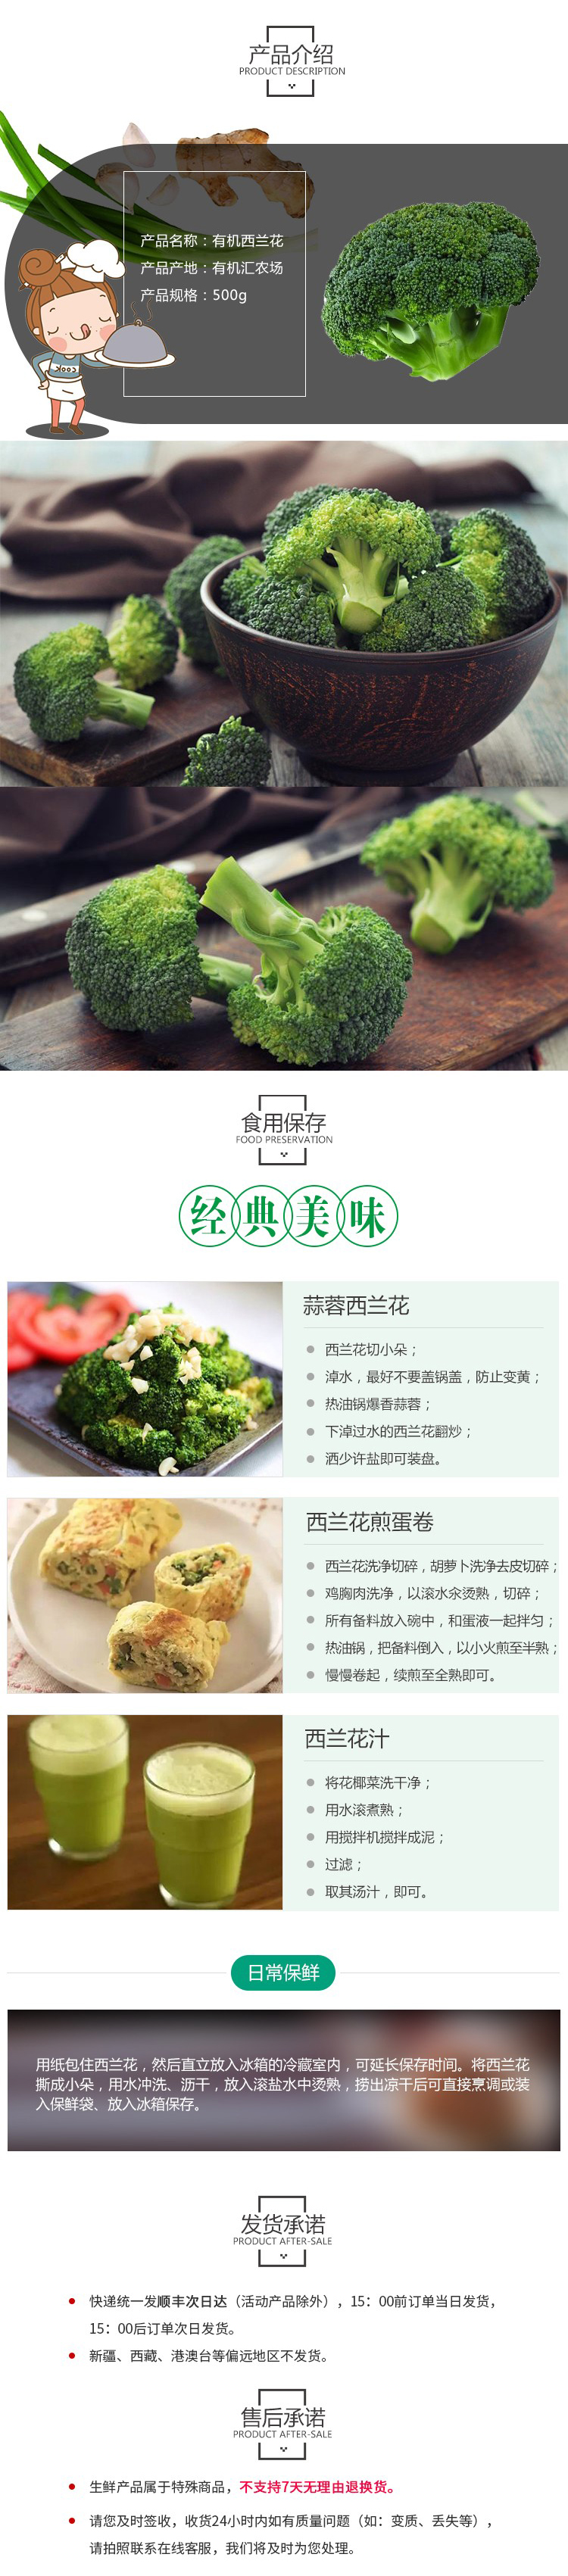 产品介绍
PRODUCT DESCRIPTION
产品名称：有机西兰花
产品产地：有机汇农场
产品规格：500g
食用保存
FOOD PRESERVATION
经典美味
蒜蓉西兰花
西兰花切小朵；
淖水，最好不要盖锅盖，防止变黄；
热油锅爆香蒜蓉；
下淖过水的西兰花翻炒；
洒少许盐即可装盘。
西兰花煎蛋卷
西兰花洗净切碎，胡萝卜洗净去皮切碎；
鸡胸肉洗净，以滚水汆烫熟，切碎；
所有备料放入碗中，和蛋液一起拌匀；
热油锅，把备料倒入，以小火煎至半熟；
慢慢卷起，续煎至全熟即可。
西兰花汁
将花椰菜洗干净；
用水滚煮熟；
用搅拌机搅拌成泥；
过滤；
取其汤汁，即可。
日常保鲜
用纸包住西兰花，然后直立放入冰箱的冷藏室内，可延长保存时间。将西兰花
撕成小朵，用水冲洗、沥干，放入滚盐水中烫熟，捞出凉干后可直接烹调或装
入保鲜袋、放入冰箱保存。
发货承诺
PRODUCT AFTER-SALE
快递统一发顺丰次日达（活动产品除外），15：00前订单当日发货，
15：00后订单次日发货。
新疆、西藏、港澳台等偏远地区不发货。
售后承诺
PRODUCT AFTER-SALE
生鲜产品属于特殊商品，不支持7天无理由退换货。
请您及时签收，收货24小时内如有质量问题（如：变质、丢失等），
请拍照联系在线客服，我们将及时为您处理。